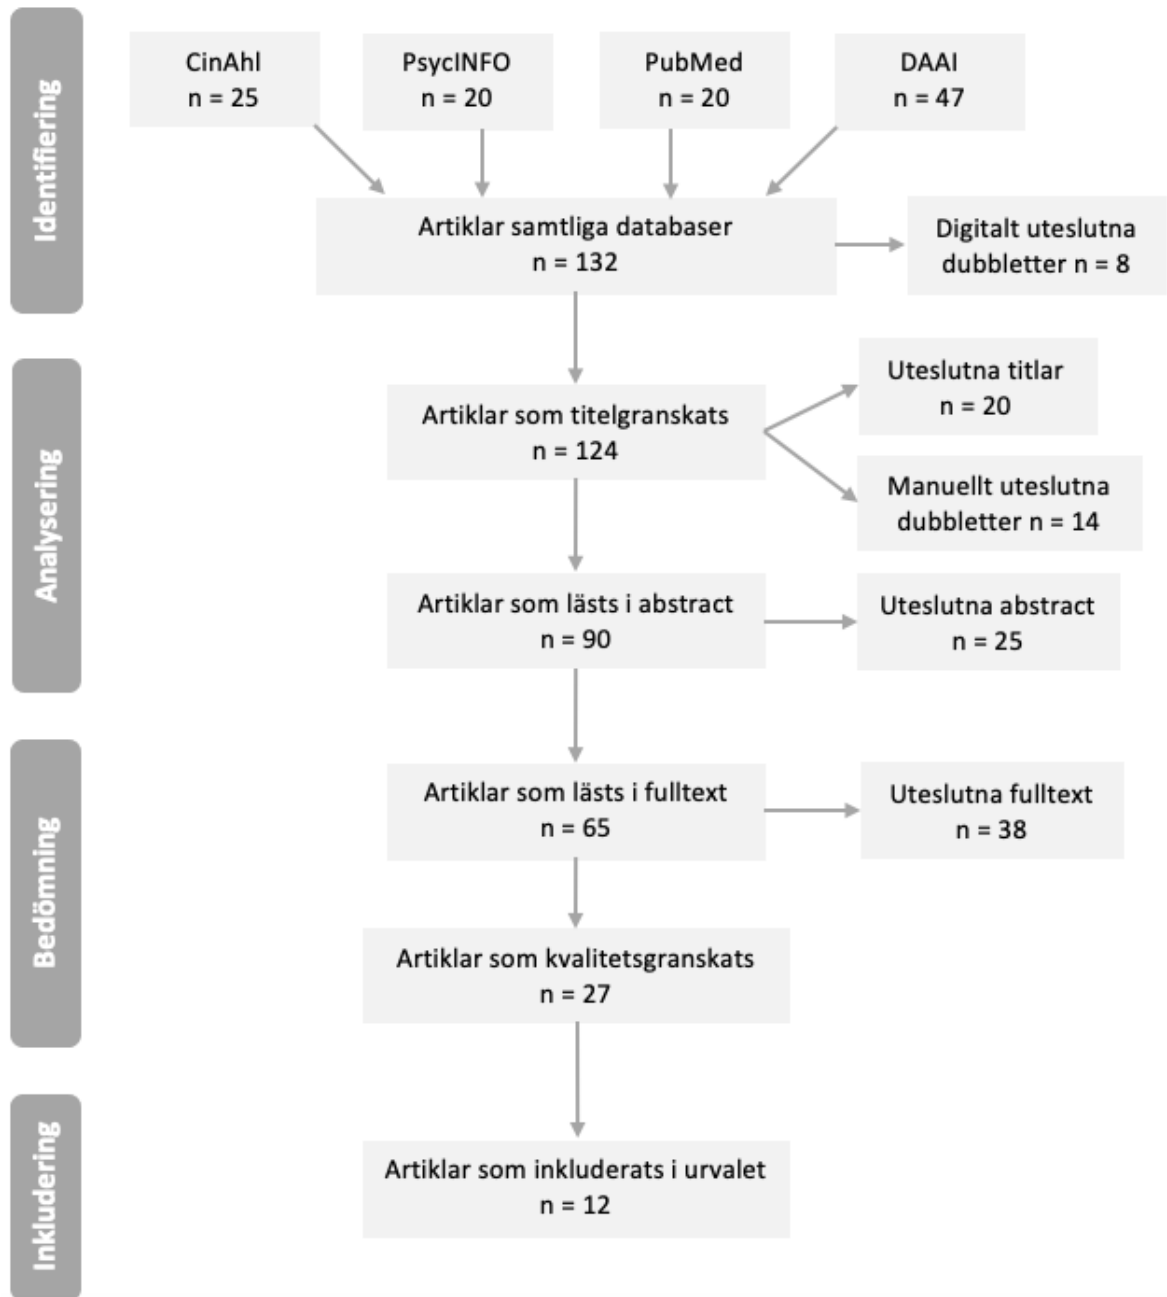 Identifiering
CinAhl
n = 25
PsycINFO
n = 20
PubMed
n = 20
DAAI
n = 47
Artiklar samtliga databaser
n = 132
Digitalt uteslutna
dubbletter n = 8
Analysering
Artiklar som titelgranskats
n = 124
Uteslutna titlar
n = 20
Manuellt uteslutna
dubbletter n = 14
Artiklar som lästs i abstract
n = 90
Uteslutna abstract
n = 25
Bedömning
Artiklar som lästs i fulltext
n = 65
Uteslutna fulltext
n = 38
Artiklar som kvalitetsgranskats
n = 27
Inkludering
Artiklar som inkluderats i urvalet
n = 12